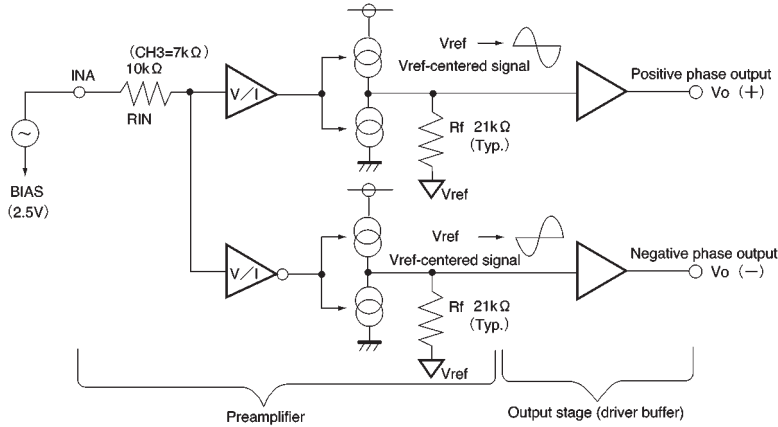 (CH3=7kΩ)
10kΩ
INA
RIN
V/I
BIAS
(2.5V)
Vref
Vref-centered signal
Rf 21kΩ
(Typ.)
Vref
Positive phase output
Vo (+)
V/I
Vref
Vref-centered signal
Rf 21kΩ
(Typ.)
Vref
Negative phase output
Vo (−)
Preamplifier
Output stage (driver buffer)